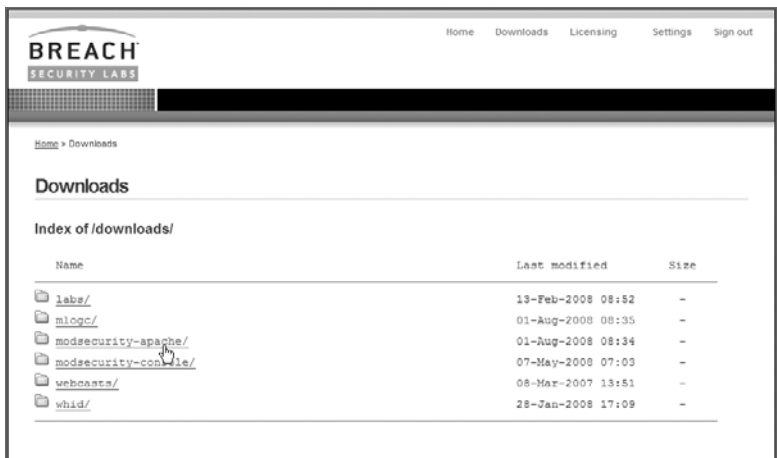 BREACH
SECURITY LABS
Home Downloads Licensing Settings Sign out
Home » Downloads
Downloads
Index of /downloads/
Name Last modified Size
labs/ 13-Feb-2008 08:52 -
mlogc/ 01-Aug-2008 08:35 -
modsecurity-apache/ 01-Aug-2008 08:34 -
modsecurity-console/ 07-May-2008 07:03 -
webcasts/ 08-Mar-2007 13:51 -
whid/ 28-Jan-2008 17:09 -